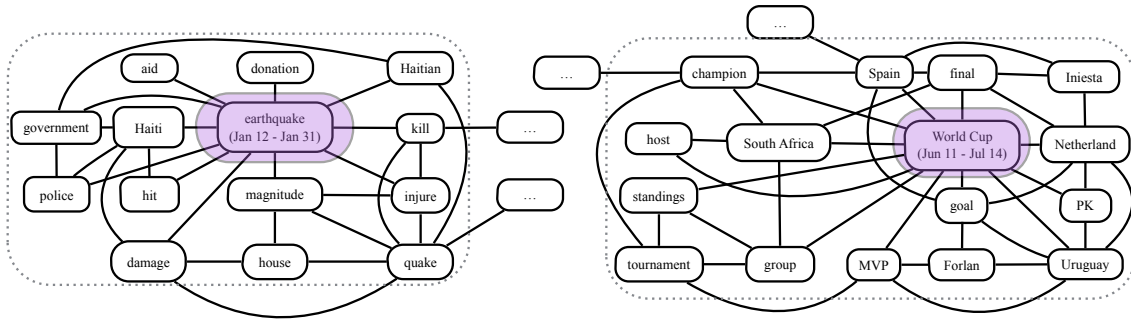 aid
donation
Haitian
government
Haiti
earthquake
(Jan 12 - Jan 31)
kill
...
police
hit
magnitude
injure
...
damage
house
quake
...
...
champion
Spain
final
Iniesta
host
South Africa
World Cup
(Jun 11 - Jul 14)
Netherland
standings
goal
PK
tournament
group
MVP
Forlan
Uruguay